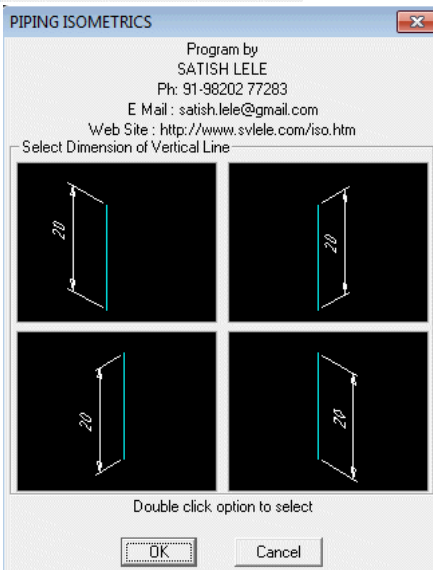 PIPING ISOMETRICS
Program by
SATISH LELE
Ph: 91-98202 77283
E Mail : satish.lele@gmail.com
Web Site : http://www.svlele.com/iso.htm
Select Dimension of Vertical Line
20
20
20
20
Double click option to select
OK
Cancel